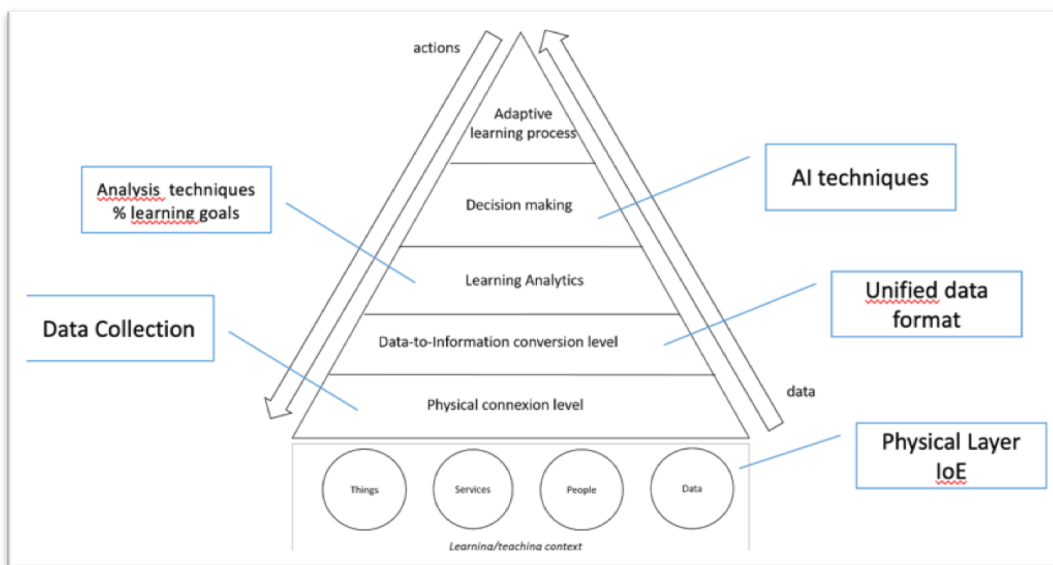 actions
Adaptive
learning process
Analysis techniques
% learning goals
Decision making
AI techniques
Learning Analytics
Unified data
format
Data Collection
Data-to-Information conversion level
Physical connexion level
data
Physical Layer
IoE
Things
Services
People
Data
Learning/teaching context